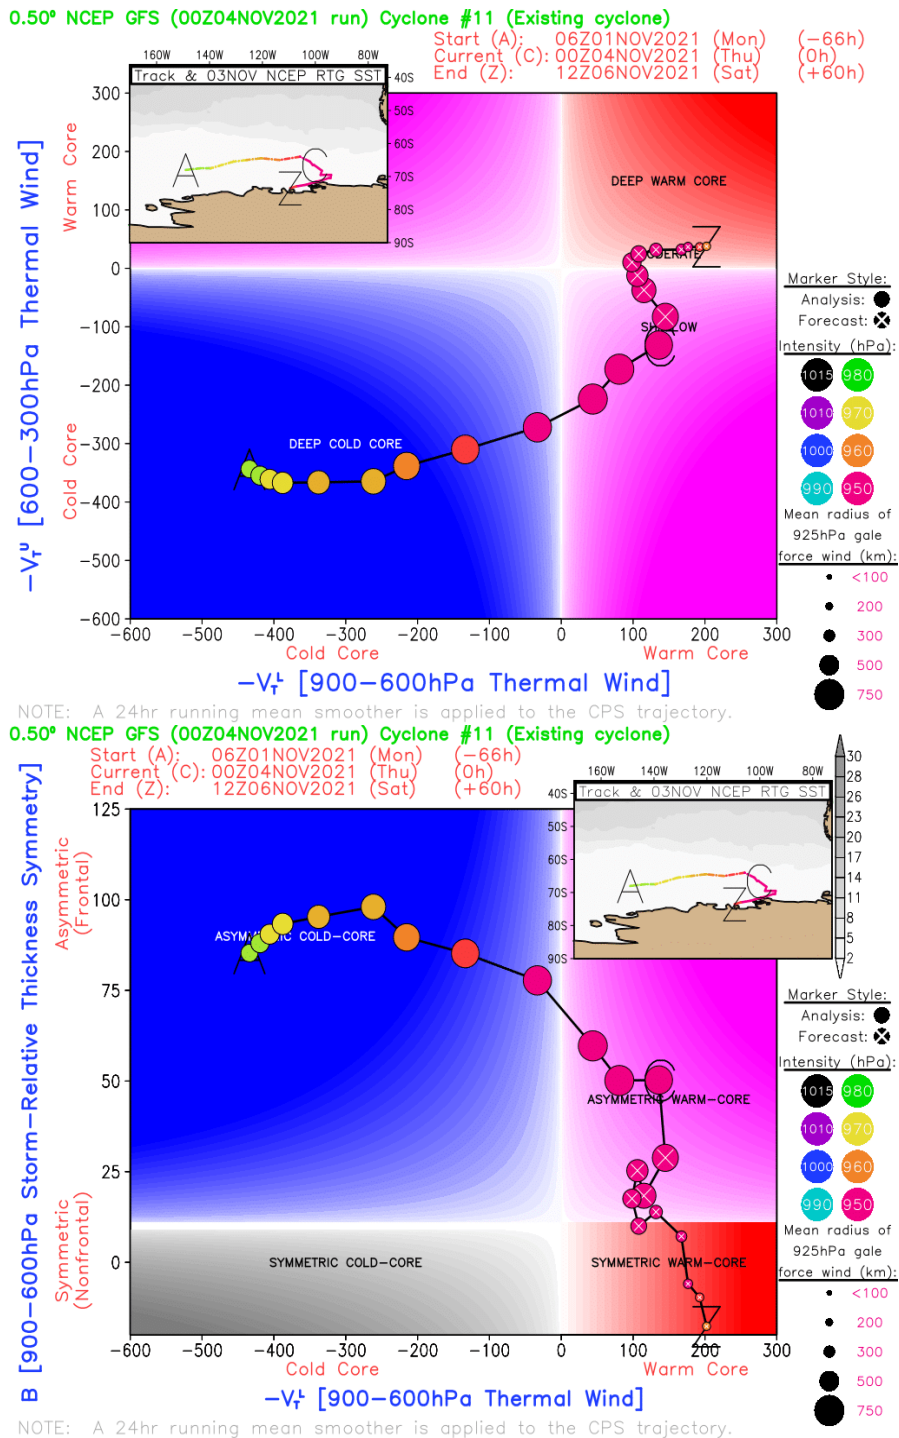 0.50º NCEP GFS (00Z04NOV2021 run) Cyclone #11 (Existing cyclone)
Start (A): 06Z01NOV2021 (Mon) (−66h)
Current (C): 00Z04NOV2021 (Thu) (0h)
End (Z): 12Z06NOV2021 (Sat) (+60h)
160W 140W 120W 100W 80W
Track & 03NOV NCEP RTG SST
40S
50S
60S
70S
80S
90S
A
C
Z
300
200
100
0
−100
−200
−300
−400
−500
−600
−VᵀU [600−300hPa Thermal Wind]
Warm Core
Cold Core
DEEP WARM CORE
Z
DEEP COLD CORE
A
C
−600 −500 −400 −300 −200 −100 0 100 200 300
Cold Core Warm Core
−VᵀL [900−600hPa Thermal Wind]
Marker Style:
Analysis:
Forecast:
Intensity (hPa):
1015 980
1010 970
1000 960
990 950
Mean radius of
925hPa gale
force wind (km):
<100
200
300
500
750
NOTE: A 24hr running mean smoother is applied to the CPS trajectory.
0.50º NCEP GFS (00Z04NOV2021 run) Cyclone #11 (Existing cyclone)
Start (A): 06Z01NOV2021 (Mon) (−66h)
Current (C): 00Z04NOV2021 (Thu) (0h)
End (Z): 12Z06NOV2021 (Sat) (+60h)
160W 140W 120W 100W 80W
Track & 03NOV NCEP RTG SST
40S
50S
60S
70S
80S
90S
A
C
Z
30
28
26
23
20
17
14
11
8
5
2
125
100
75
50
25
0
B [900−600hPa Storm−Relative Thickness Symmetry]
Asymmetric
(Frontal)
Symmetric
(Nonfrontal)
ASYMMETRIC COLD−CORE
A
C
ASYMMETRIC WARM−CORE
SYMMETRIC COLD−CORE
SYMMETRIC WARM−CORE
Z
−600 −500 −400 −300 −200 −100 0 100 200 300
Cold Core Warm Core
−VᵀL [900−600hPa Thermal Wind]
Marker Style:
Analysis:
Forecast:
Intensity (hPa):
1015 980
1010 970
1000 960
990 950
Mean radius of
925hPa gale
force wind (km):
<100
200
300
500
750
NOTE: A 24hr running mean smoother is applied to the CPS trajectory.